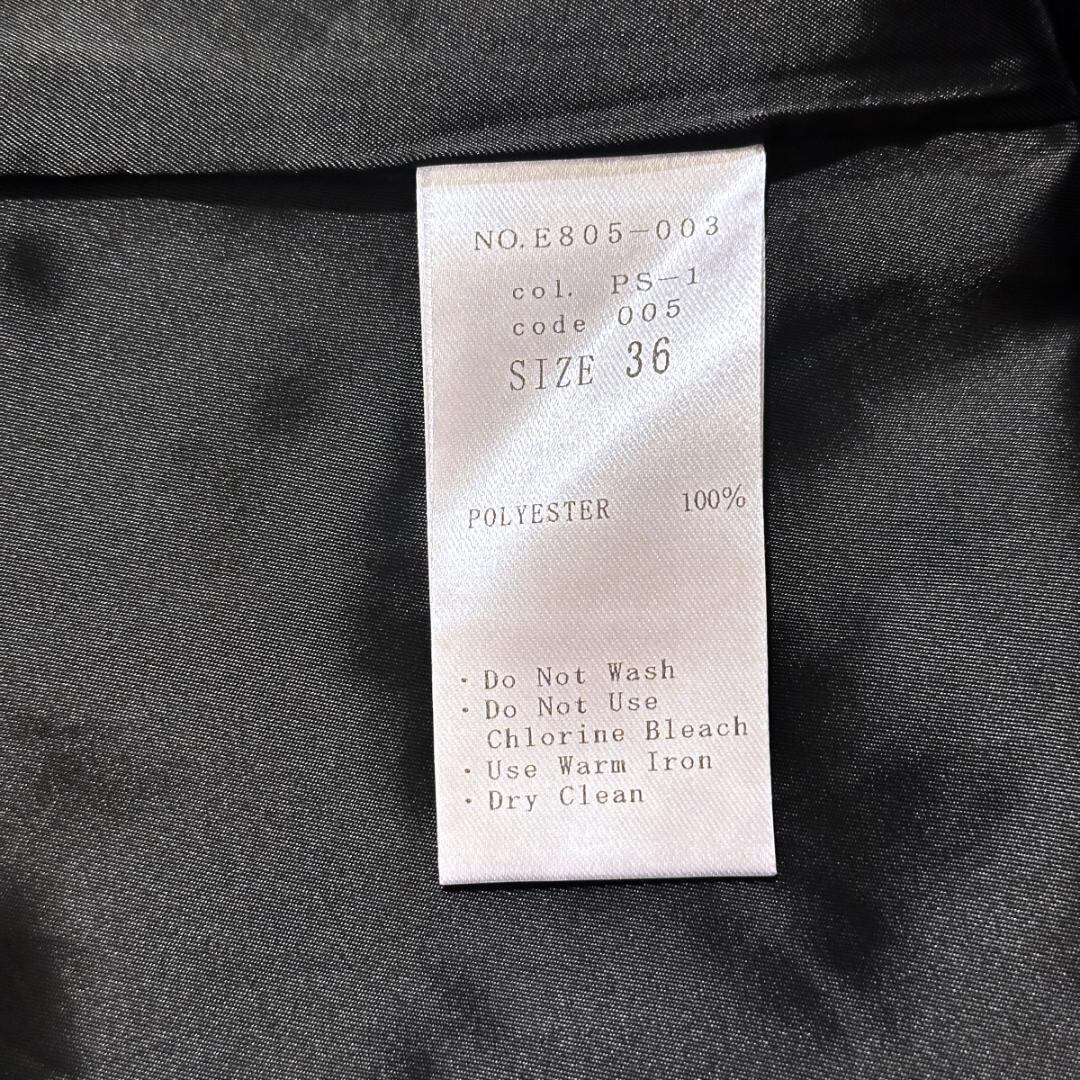 NO.E805-003
col. PS-1
code 005
SIZE 36
POLYESTER 100%
・Do Not Wash
・Do Not Use
Chlorine Bleach
・Use Warm Iron
・Dry Clean